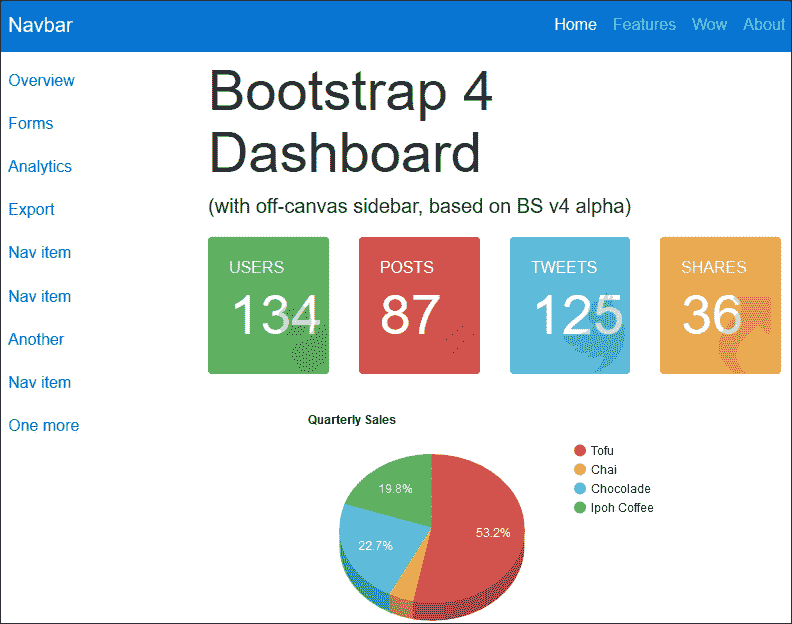 Navbar
Home Features Wow About
Overview
Forms
Analytics
Export
Nav item
Nav item
Another
Nav item
One more
Bootstrap 4
Dashboard
(with off-canvas sidebar, based on BS v4 alpha)
USERS
134
POSTS
87
TWEETS
125
SHARES
36
Quarterly Sales
19.8%
53.2%
22.7%
Tofu
Chai
Chocolade
Ipoh Coffee